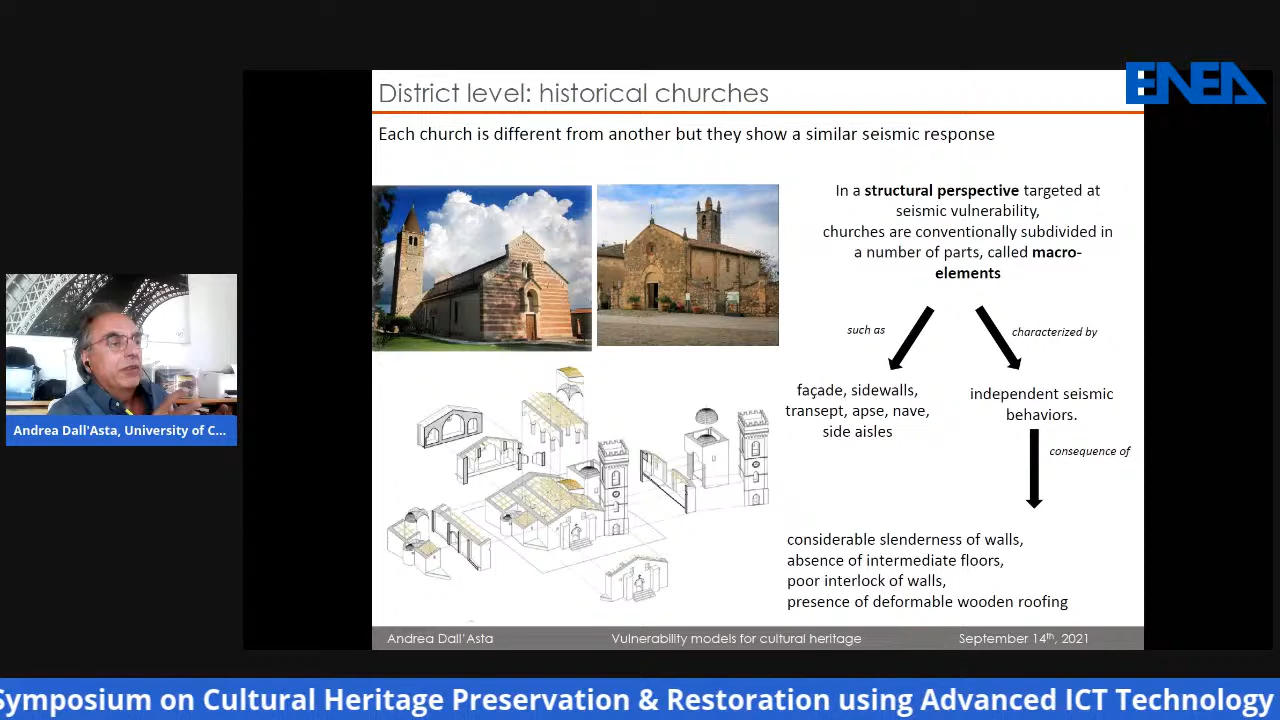 ENEA
District level: historical churches
Each church is different from another but they show a similar seismic response
In a structural perspective targeted at
seismic vulnerability,
churches are conventionally subdivided in
a number of parts, called macro-
elements
such as
characterized by
façade, sidewalls,
transept, apse, nave,
side aisles
independent seismic
behaviors.
consequence of
considerable slenderness of walls,
absence of intermediate floors,
poor interlock of walls,
presence of deformable wooden roofing
Andrea Dall'Asta, University of C...
Andrea Dall'Asta
Vulnerability models for cultural heritage
September 14th, 2021
Symposium on Cultural Heritage Preservation & Restoration using Advanced ICT Technology